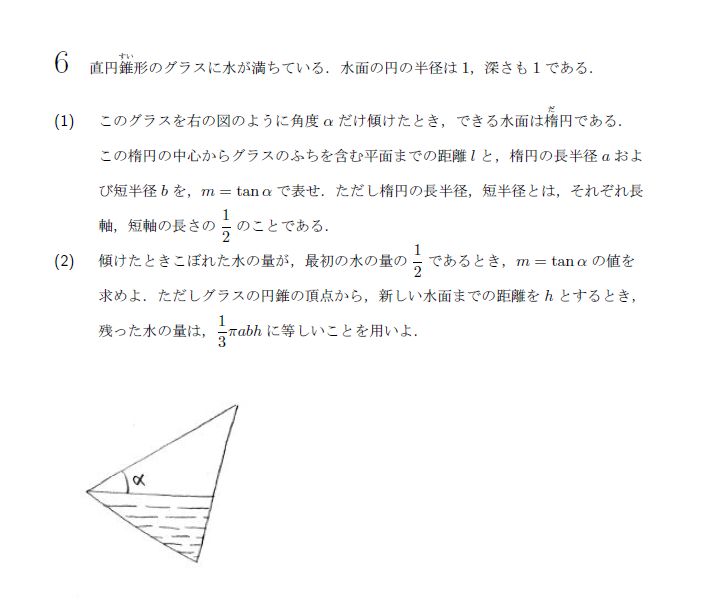 すい
6 直円錐形のグラスに水が満ちている．水面の円の半径は 1，深さも 1 である．
(1) このグラスを右の図のように角度 α だけ傾けたとき，できる水面は楕円である．
だ
この楕円の中心からグラスのふちを含む平面までの距離 l と，楕円の長半径 a およ
び短半径 b を，m = tan α で表せ．ただし楕円の長半径，短半径とは，それぞれ長
軸，短軸の長さの 1/2 のことである．
(2) 傾けたときこぼれた水の量が，最初の水の量の 1/2 であるとき，m = tan α の値を
求めよ．ただしグラスの円錐の頂点から，新しい水面までの距離を h とするとき，
残った水の量は，1/3 πabh に等しいことを用いよ．
α